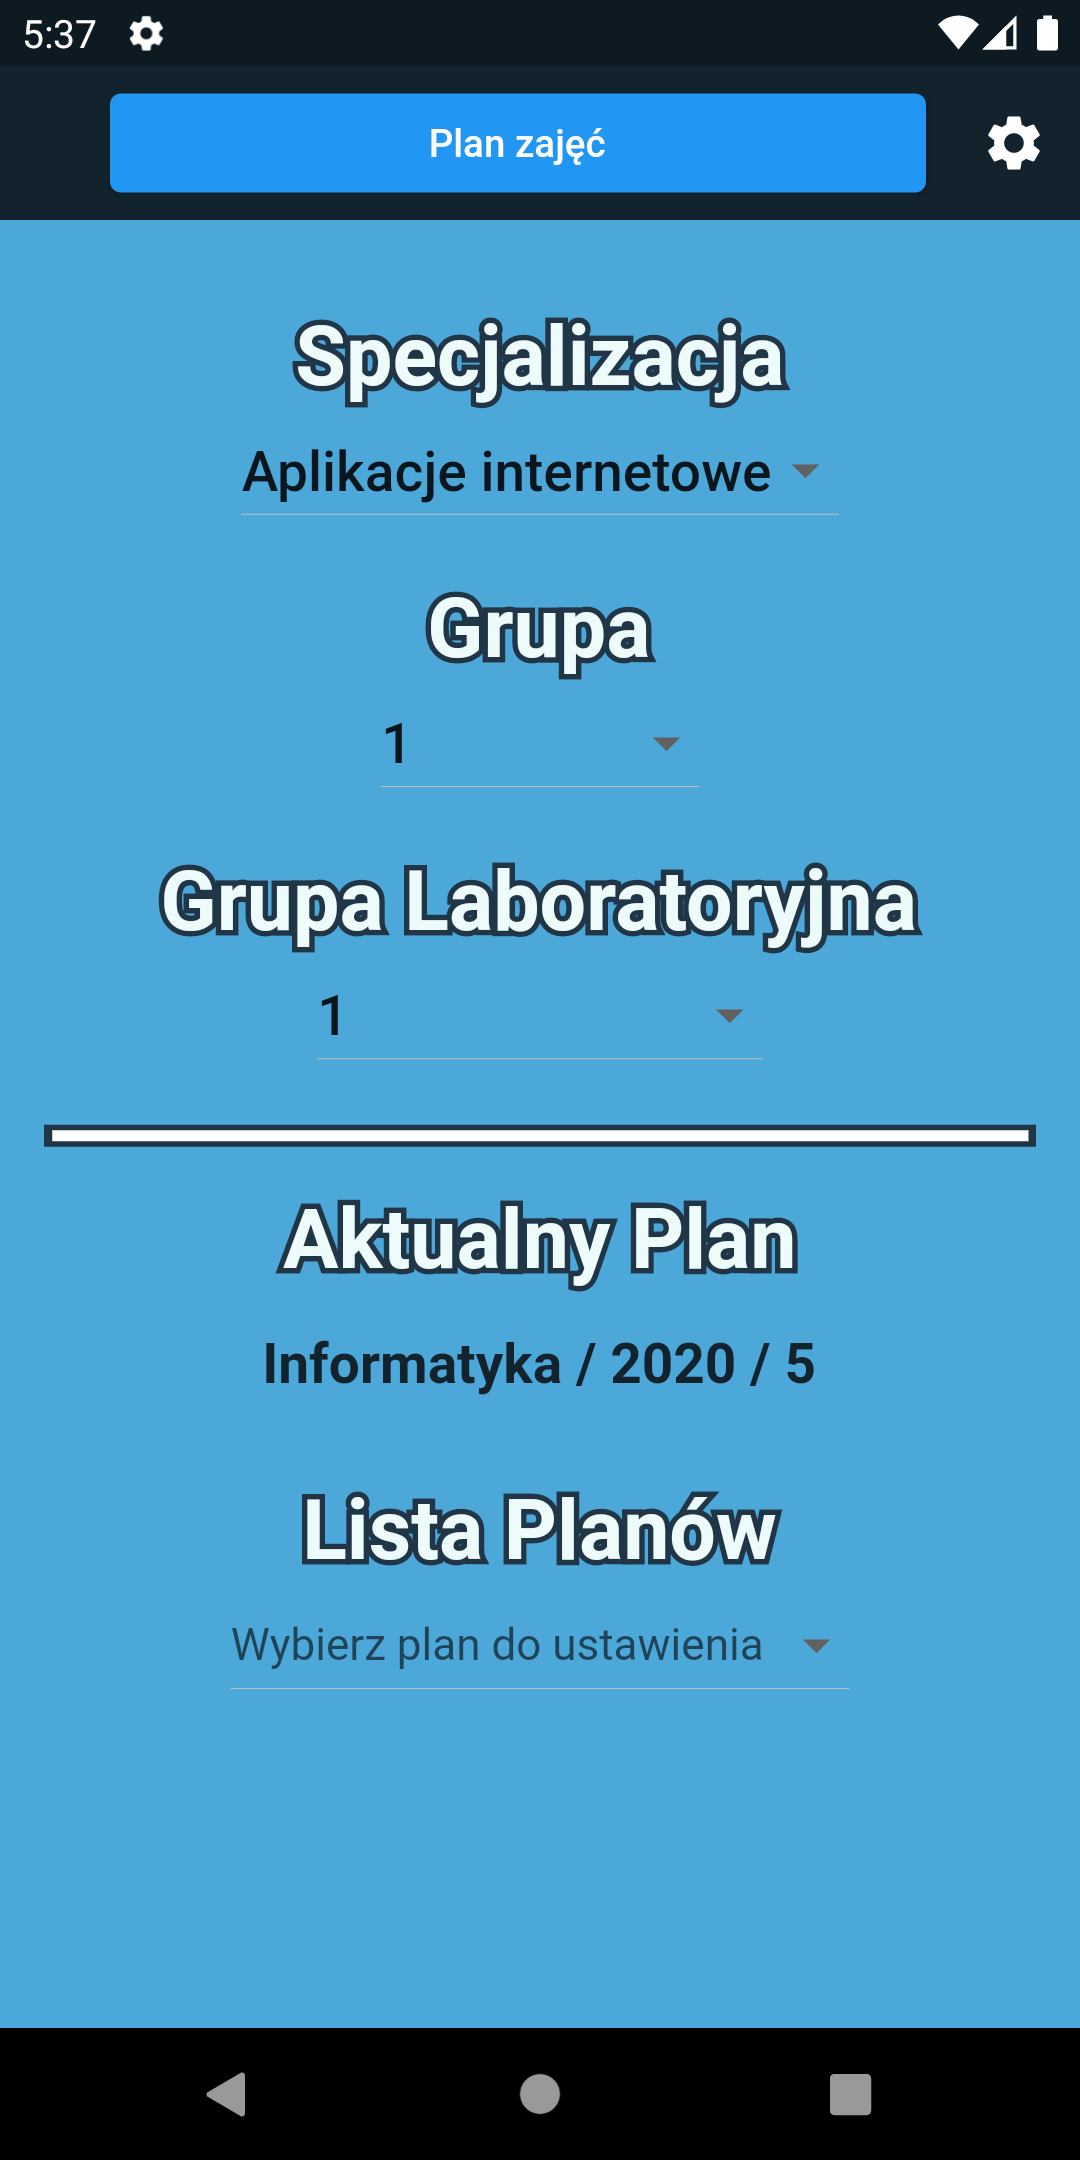 5:37
Plan zajęć
Specjalizacja
Aplikacje internetowe
Grupa
1
Grupa Laboratoryjna
1
Aktualny Plan
Informatyka / 2020 / 5
Lista Planów
Wybierz plan do ustawienia